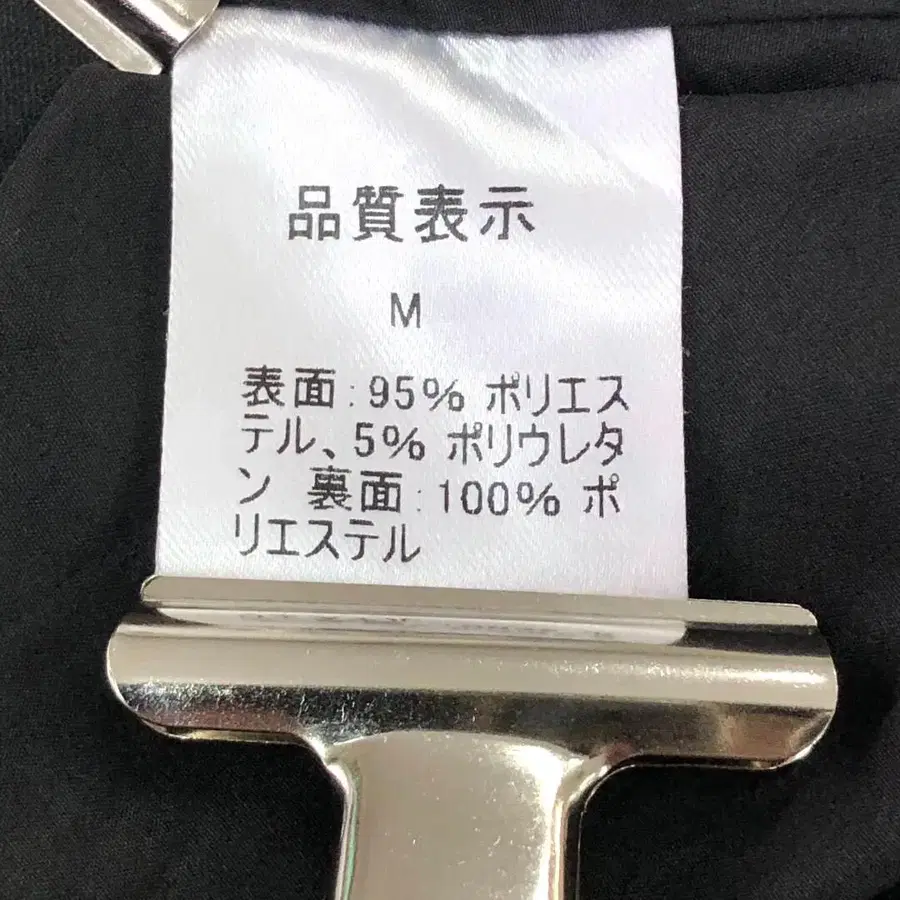 品質表示
M
表面:95% ポリエス
テル、5% ポリウレタ
ン 裏面:100% ポ
リエステル